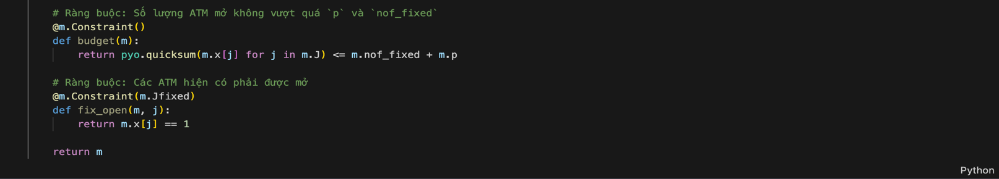 # Ràng buộc: Số lượng ATM mở không vượt quá `p` và `nof_fixed`
@m.Constraint()
def budget(m):
    return pyo.quicksum(m.x[j] for j in m.J) <= m.nof_fixed + m.p
# Ràng buộc: Các ATM hiện có phải được mở
@m.Constraint(m.Jfixed)
def fix_open(m, j):
    return m.x[j] == 1
return m
Python